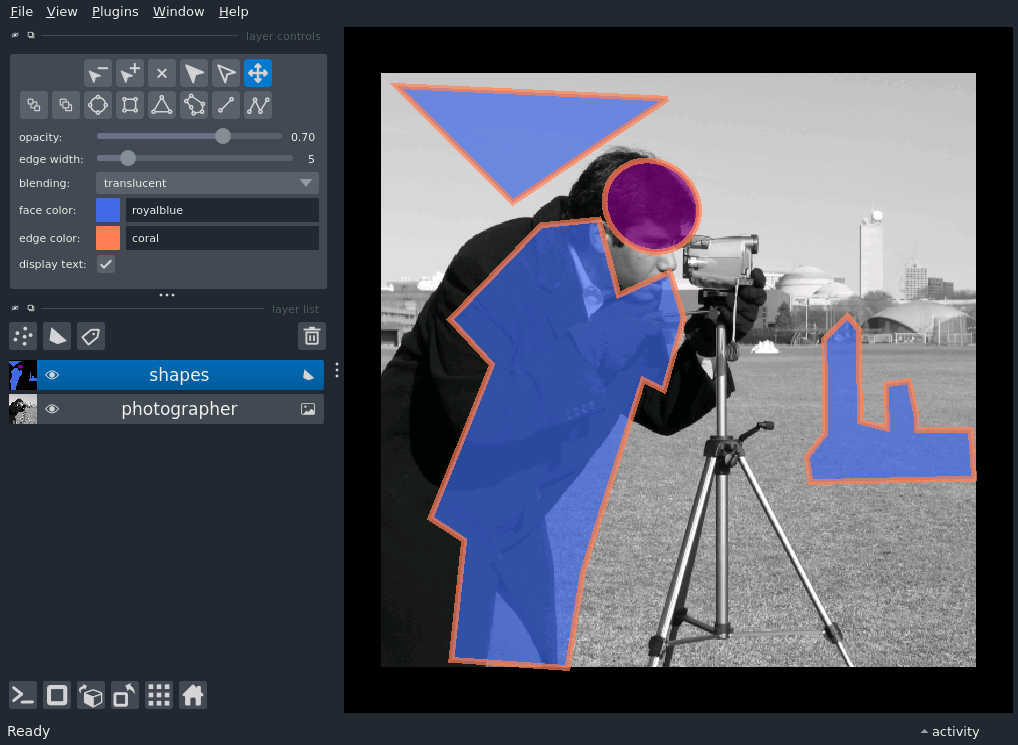 File View Plugins Window Help
layer controls
opacity: 0.70
edge width: 5
blending: translucent
face color: royalblue
edge color: coral
display text:
layer list
shapes
photographer
Ready
activity